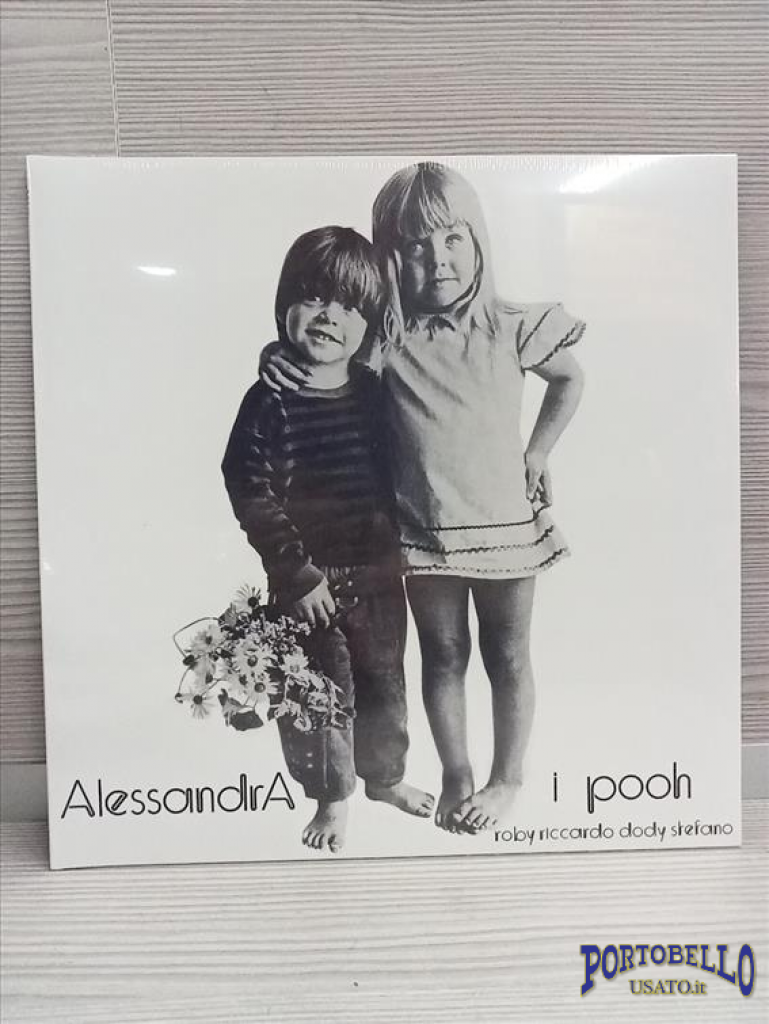 AlessandrA
i pooh
roby riccardo dody stefano
PORTOBELLO
USATO.it